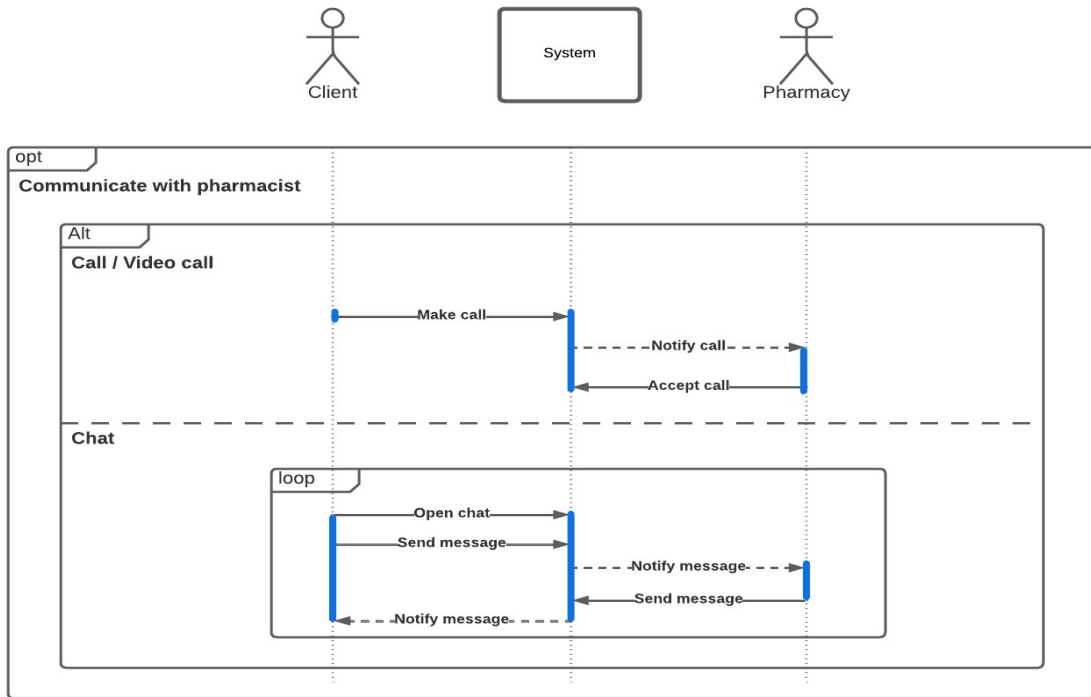 Client
System
Pharmacy
opt
Communicate with pharmacist
Alt
Call / Video call
Make call
Notify call
Accept call
Chat
loop
Open chat
Send message
Notify message
Send message
Notify message